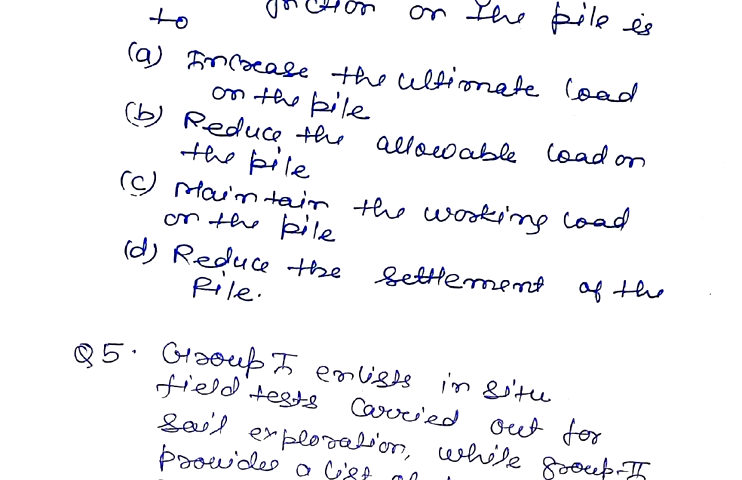 to friction on the pile is
(a) Increase the ultimate load
on the pile
(b) Reduce the allowable load on
the pile
(c) Maintain the working load
on the pile
(d) Reduce the settlement of the
Pile.
Q5. Group I enlists in situ
field tests carried out for
soil exploration, while group-II
provides a list of